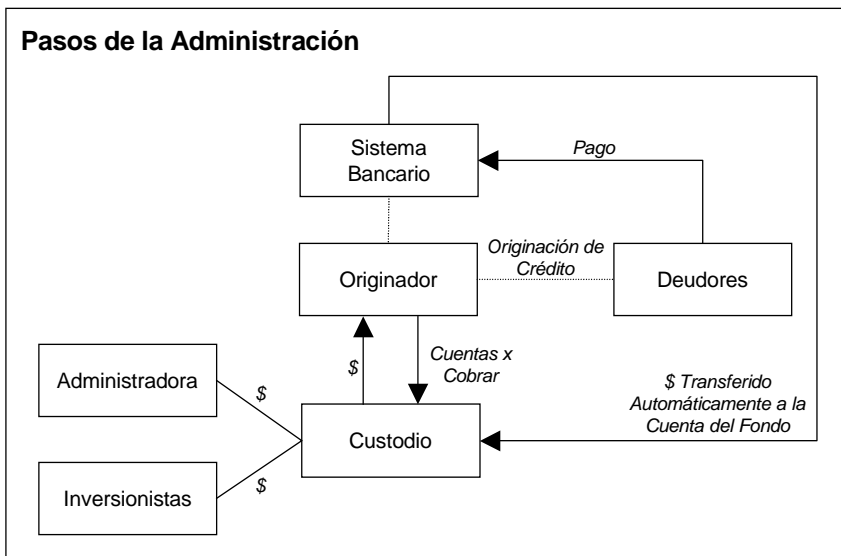 Pasos de la Administración
Sistema
Bancario
Pago
Originador
Originación de
Crédito
Deudores
Administradora
$
$
Cuentas x
Cobrar
$ Transferido
Automáticamente a la
Cuenta del Fondo
Custodio
Inversionistas
$